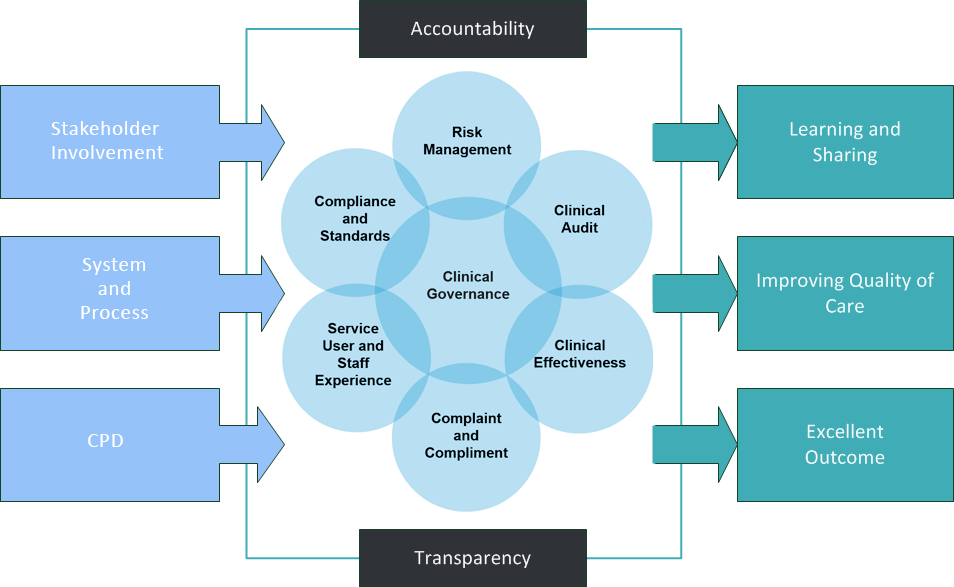 Accountability
Stakeholder
Involvement
System
and
Process
CPD
Risk
Management
Compliance
and
Standards
Clinical
Audit
Clinical
Governance
Service
User and
Staff
Experience
Clinical
Effectiveness
Complaint
and
Compliment
Learning and
Sharing
Improving Quality of
Care
Excellent
Outcome
Transparency